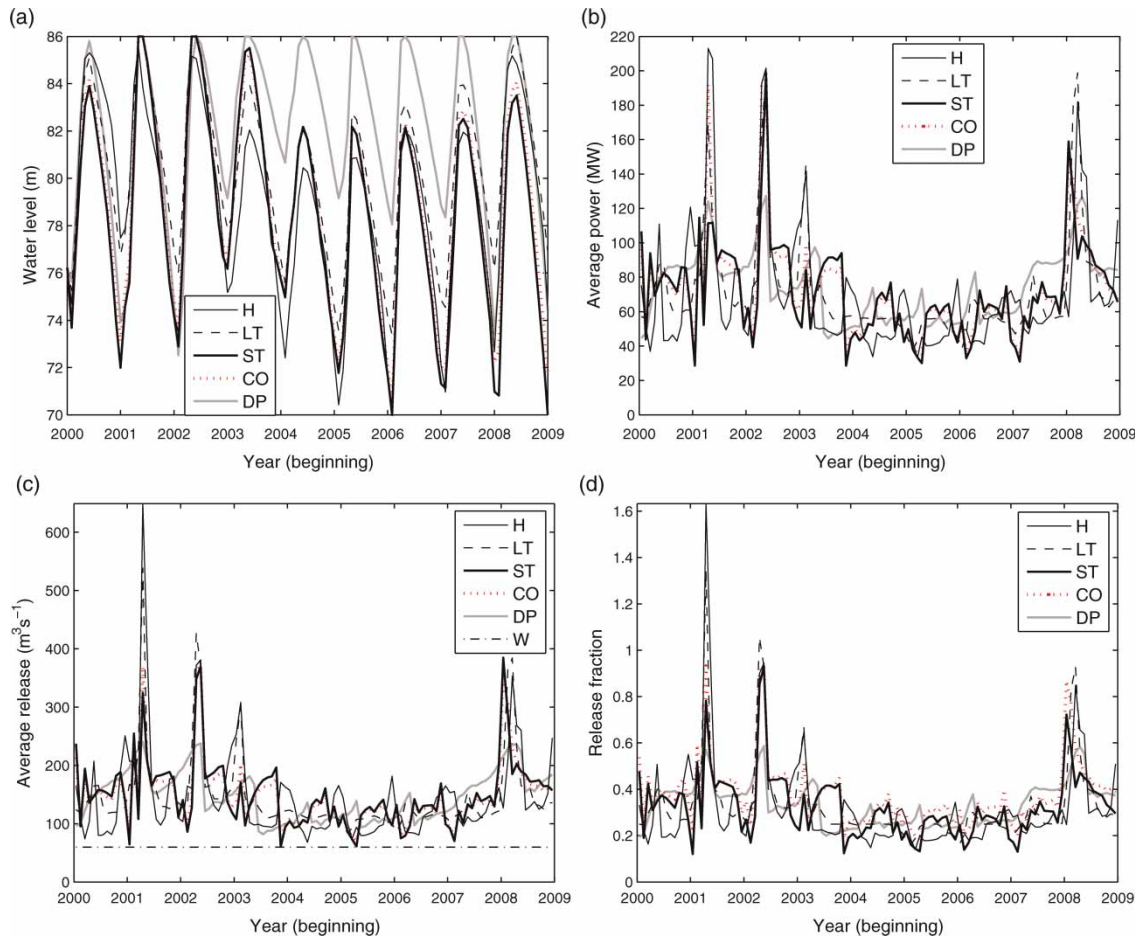 (a)
86
84
82
80
78
76
74
72
70
Water level (m)
H
LT
ST
CO
DP
2000 2001 2002 2003 2004 2005 2006 2007 2008 2009
Year (beginning)
(b)
220
200
180
160
140
120
100
80
60
40
20
0
Average power (MW)
H
LT
ST
CO
DP
2000 2001 2002 2003 2004 2005 2006 2007 2008 2009
Year (beginning)
(c)
600
500
400
300
200
100
0
Average release (m³s⁻¹)
H
LT
ST
CO
DP
W
2000 2001 2002 2003 2004 2005 2006 2007 2008 2009
Year (beginning)
(d)
1.6
1.4
1.2
1
0.8
0.6
0.4
0.2
0
Release fraction
H
LT
ST
CO
DP
2000 2001 2002 2003 2004 2005 2006 2007 2008 2009
Year (beginning)